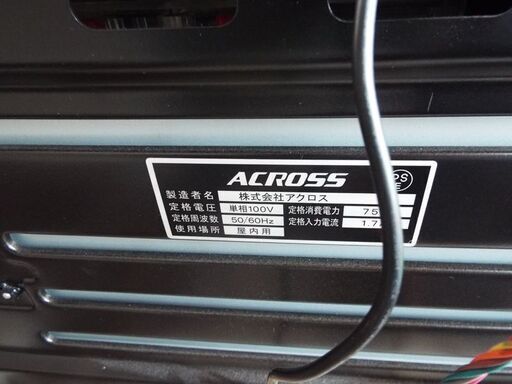 ACROSS
製造者名 株式会社アクロス
定格電圧 単相100V 定格消費電力 75
定格周波数 50/60Hz 定格入力電流 1.7
使用場所 屋内用
PS
E